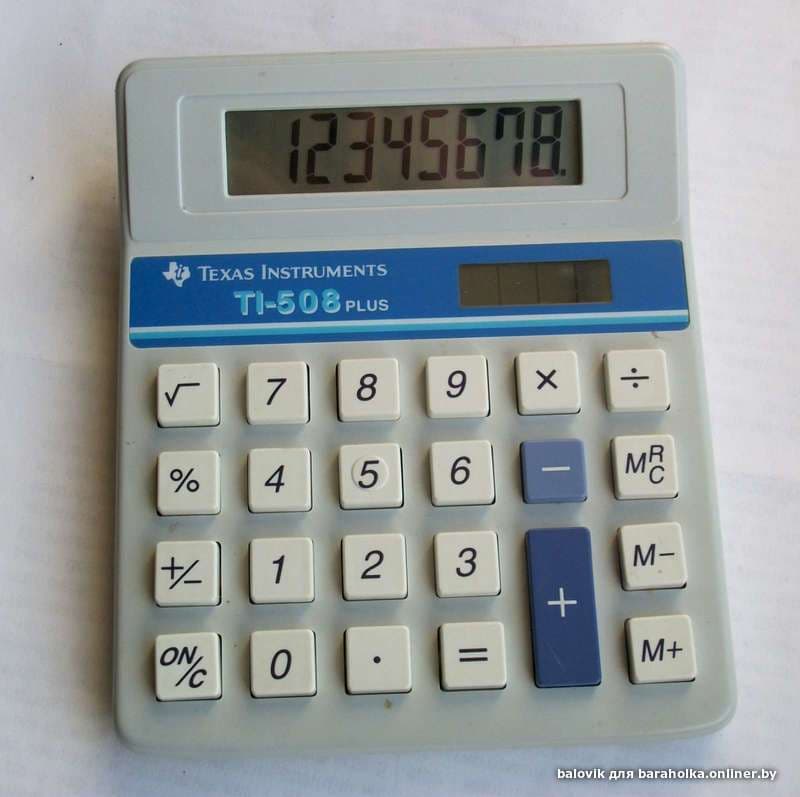 12345678.
TEXAS INSTRUMENTS
TI-508 PLUS
√ 7 8 9 × ÷
% 4 5 6 − MRC
+/− 1 2 3 + M−
ON/C 0 . = M+
balovik для baraholka.onliner.by